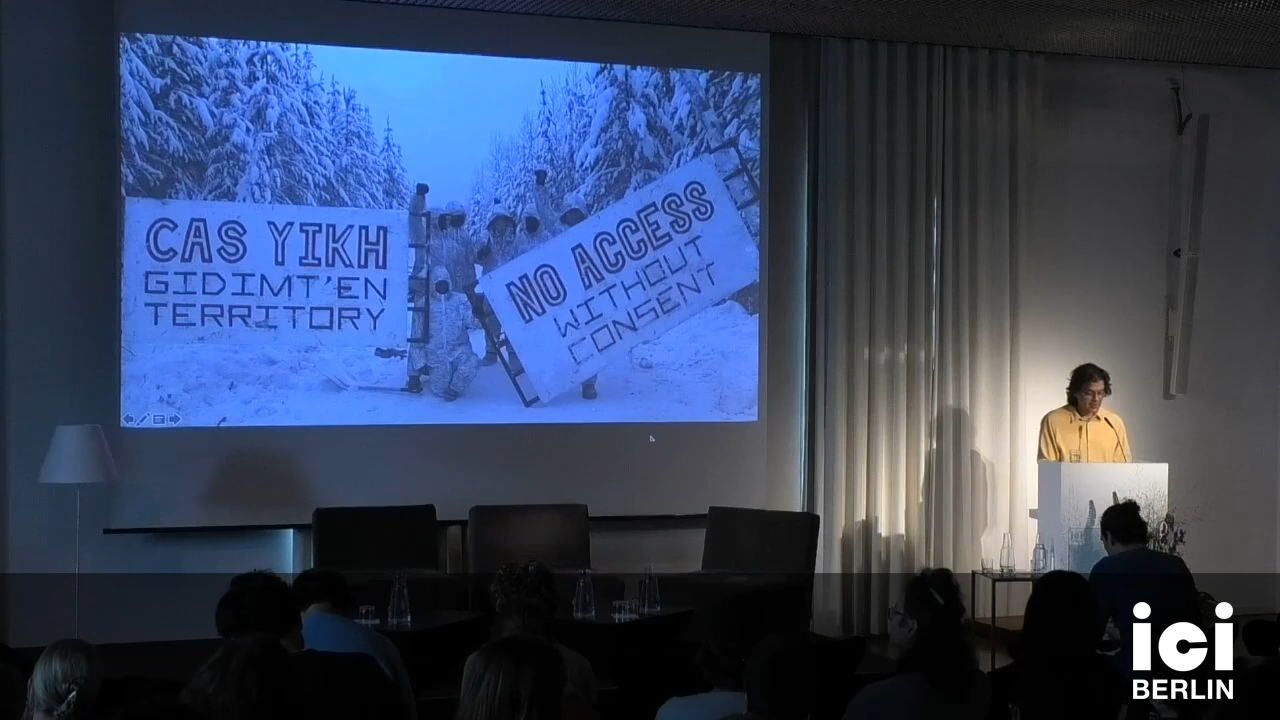 CAS YIKH
GIDIMT'EN
TERRITORY
NO ACCESS
WITHOUT
CONSENT
ici
BERLIN